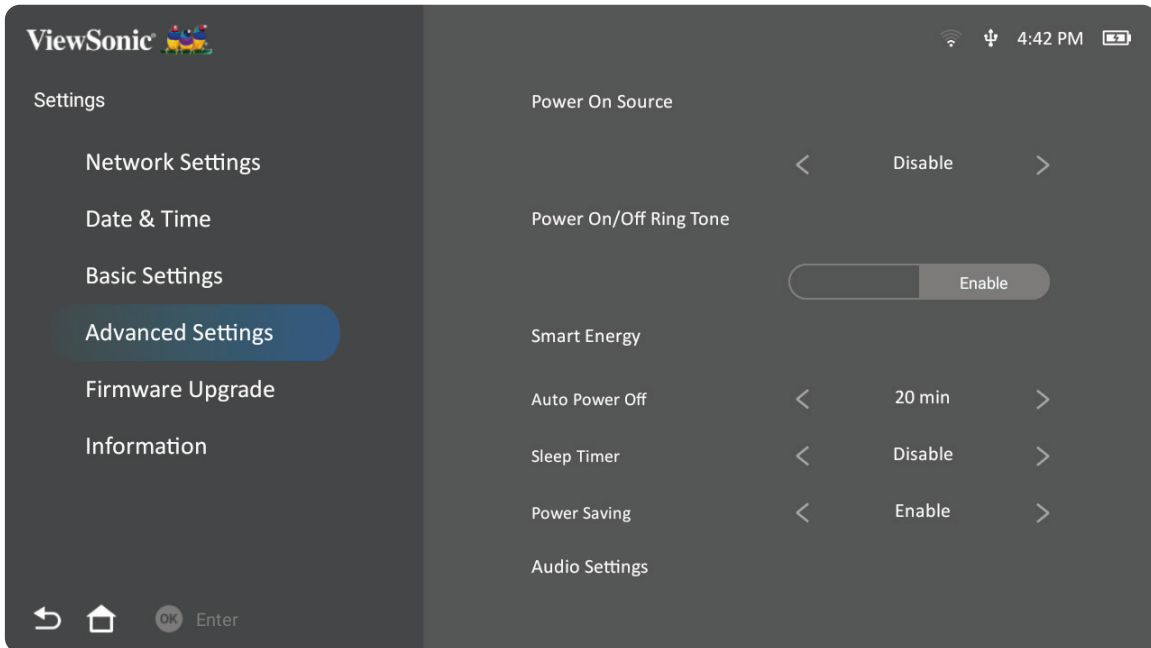 ViewSonic®
4:42 PM
Settings
Network Settings
Date & Time
Basic Settings
Advanced Settings
Firmware Upgrade
Information
OK Enter
Power On Source
Disable
Power On/Off Ring Tone
Enable
Smart Energy
Auto Power Off 20 min
Sleep Timer Disable
Power Saving Enable
Audio Settings